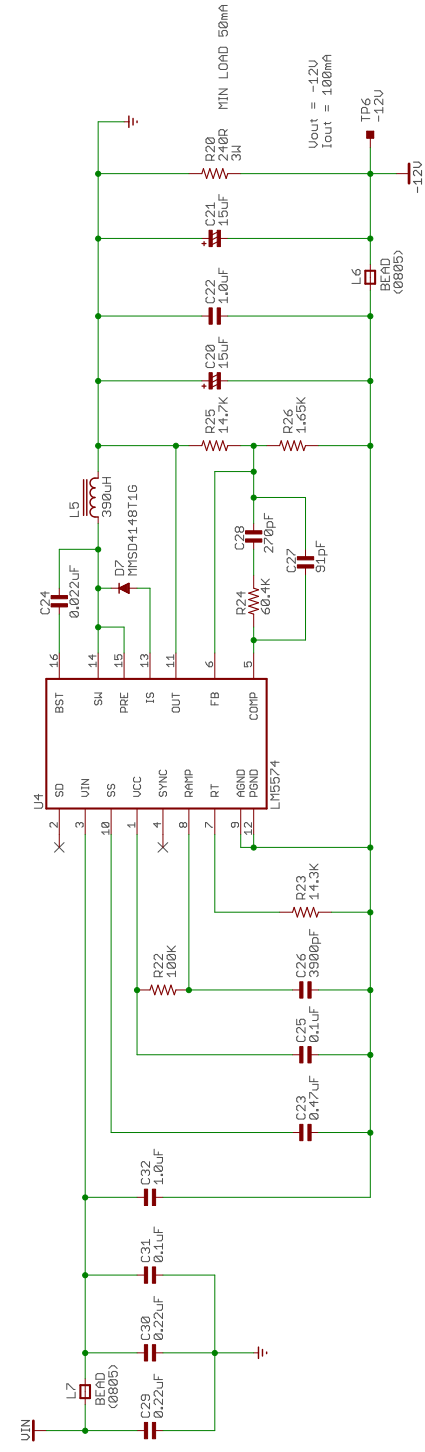 VIN
L7
BEAD
(0805)
C29
0.22uF
C30
0.22uF
C31
0.1uF
C32
1.0uF
C23
0.47uF
C25
0.1uF
C26
3900pF
R22
100K
R23
14.3K
U4
LM5574
2
SD
3
VIN
10
SS
1
VCC
4
SYNC
8
RAMP
7
RT
9
AGND
12
PGND
16
BST
14
SW
15
PRE
13
IS
11
OUT
6
FB
5
COMP
C24
0.022uF
D7
MMSD4148T1G
L5
390uH
R24
60.4K
C28
270pF
C27
91pF
R25
14.7K
R26
1.65K
C20
15uF
C22
1.0uF
C21
15uF
R20
240R
3W
MIN LOAD 50mA
L6
BEAD
(0805)
Vout = -12V
Iout = 100mA
TP6
-12V
-12V